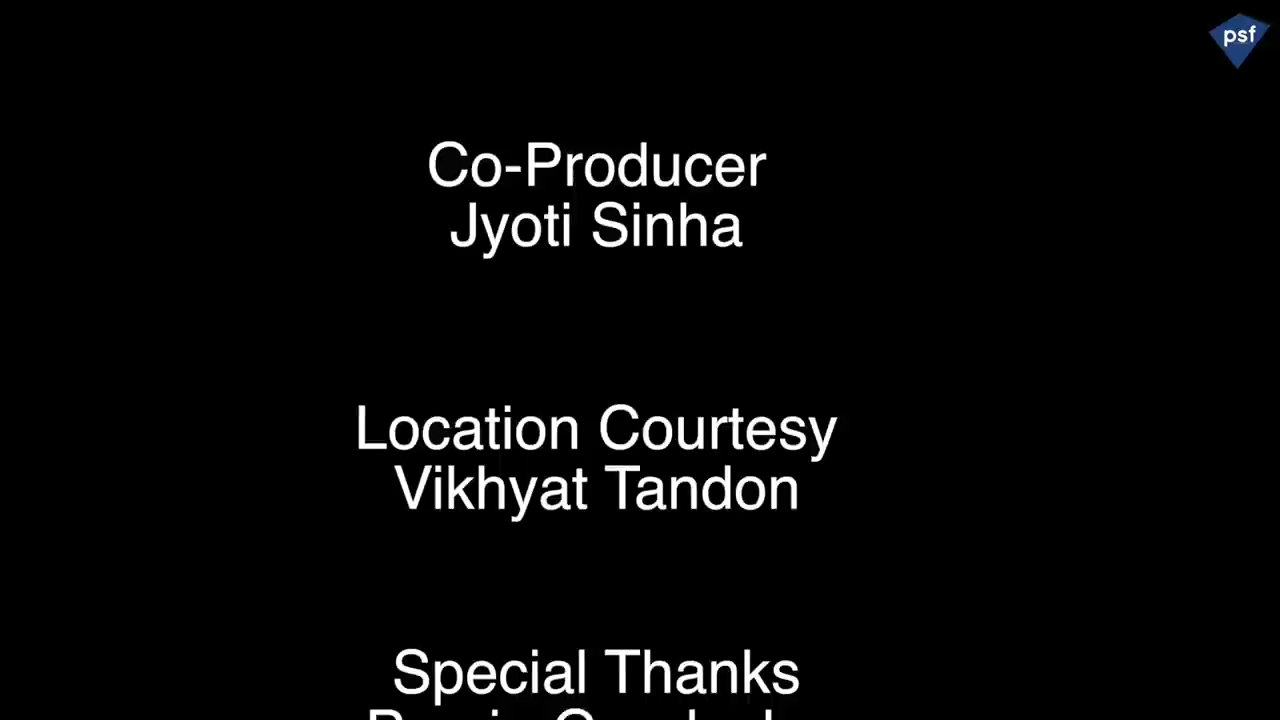 psf
Co-Producer
Jyoti Sinha
Location Courtesy
Vikhyat Tandon
Special Thanks